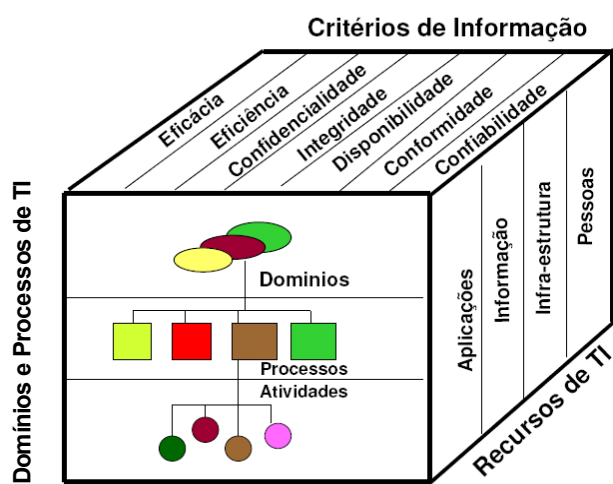 Critérios de Informação
Eficácia
Eficiência
Confidencialidade
Integridade
Disponibilidade
Conformidade
Confiabilidade
Domínios e Processos de TI
Dominios
Processos
Atividades
Aplicações
Informação
Infra-estrutura
Pessoas
Recursos de TI